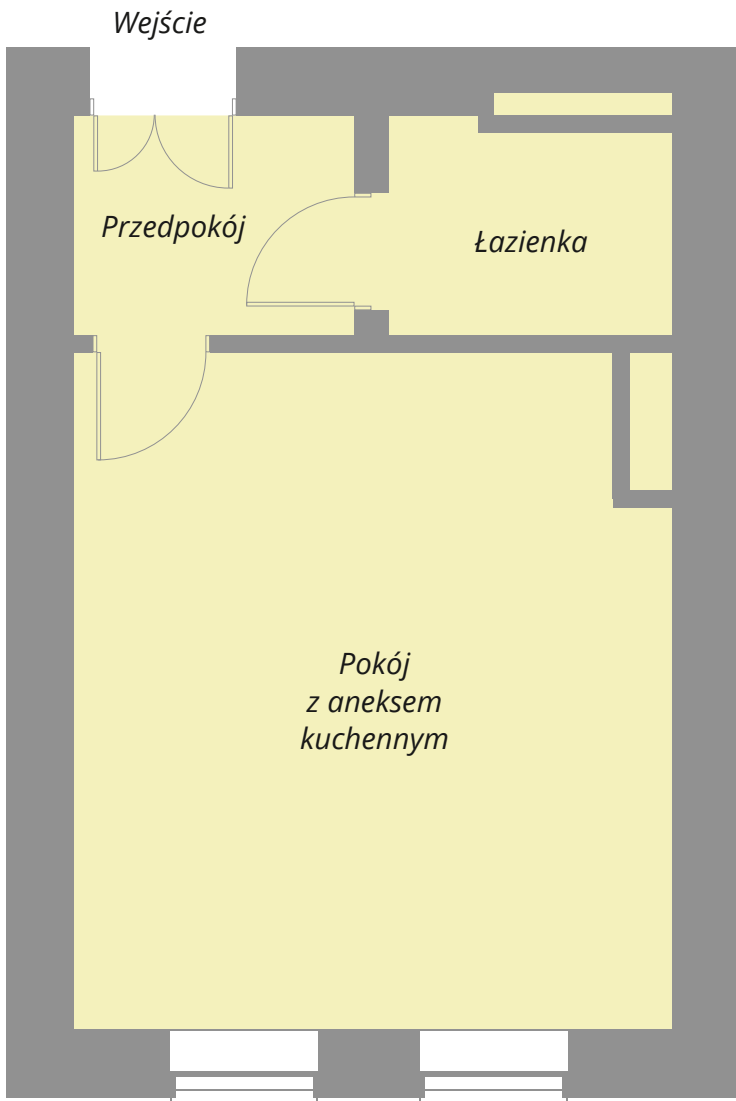 Wejście
Przedpokój
Łazienka
Pokój
z aneksem
kuchennym